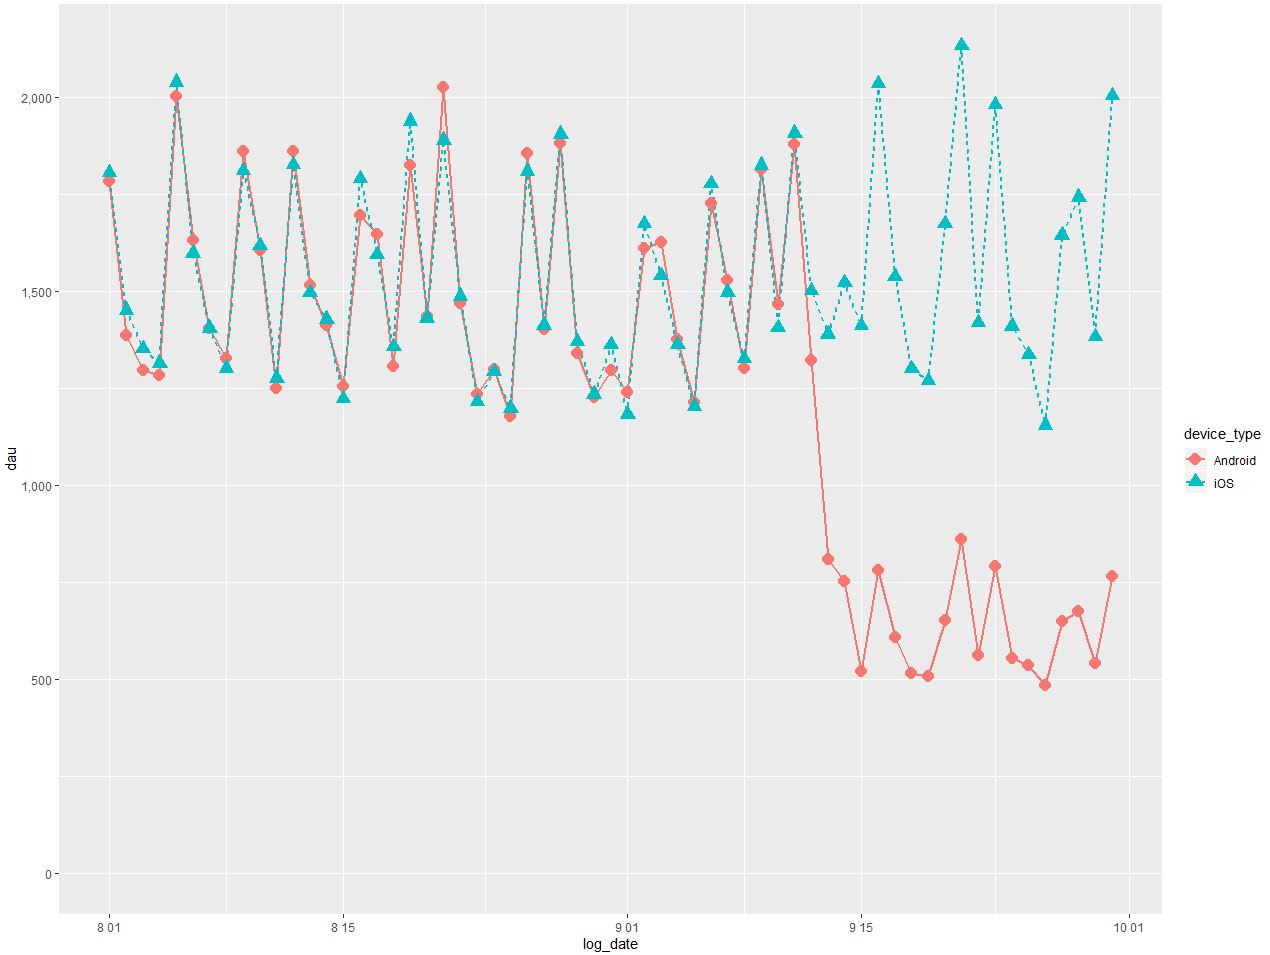 2,000
1,500
1,000
500
0
dau
8 01
8 15
9 01
9 15
10 01
log_date
device_type
Android
iOS